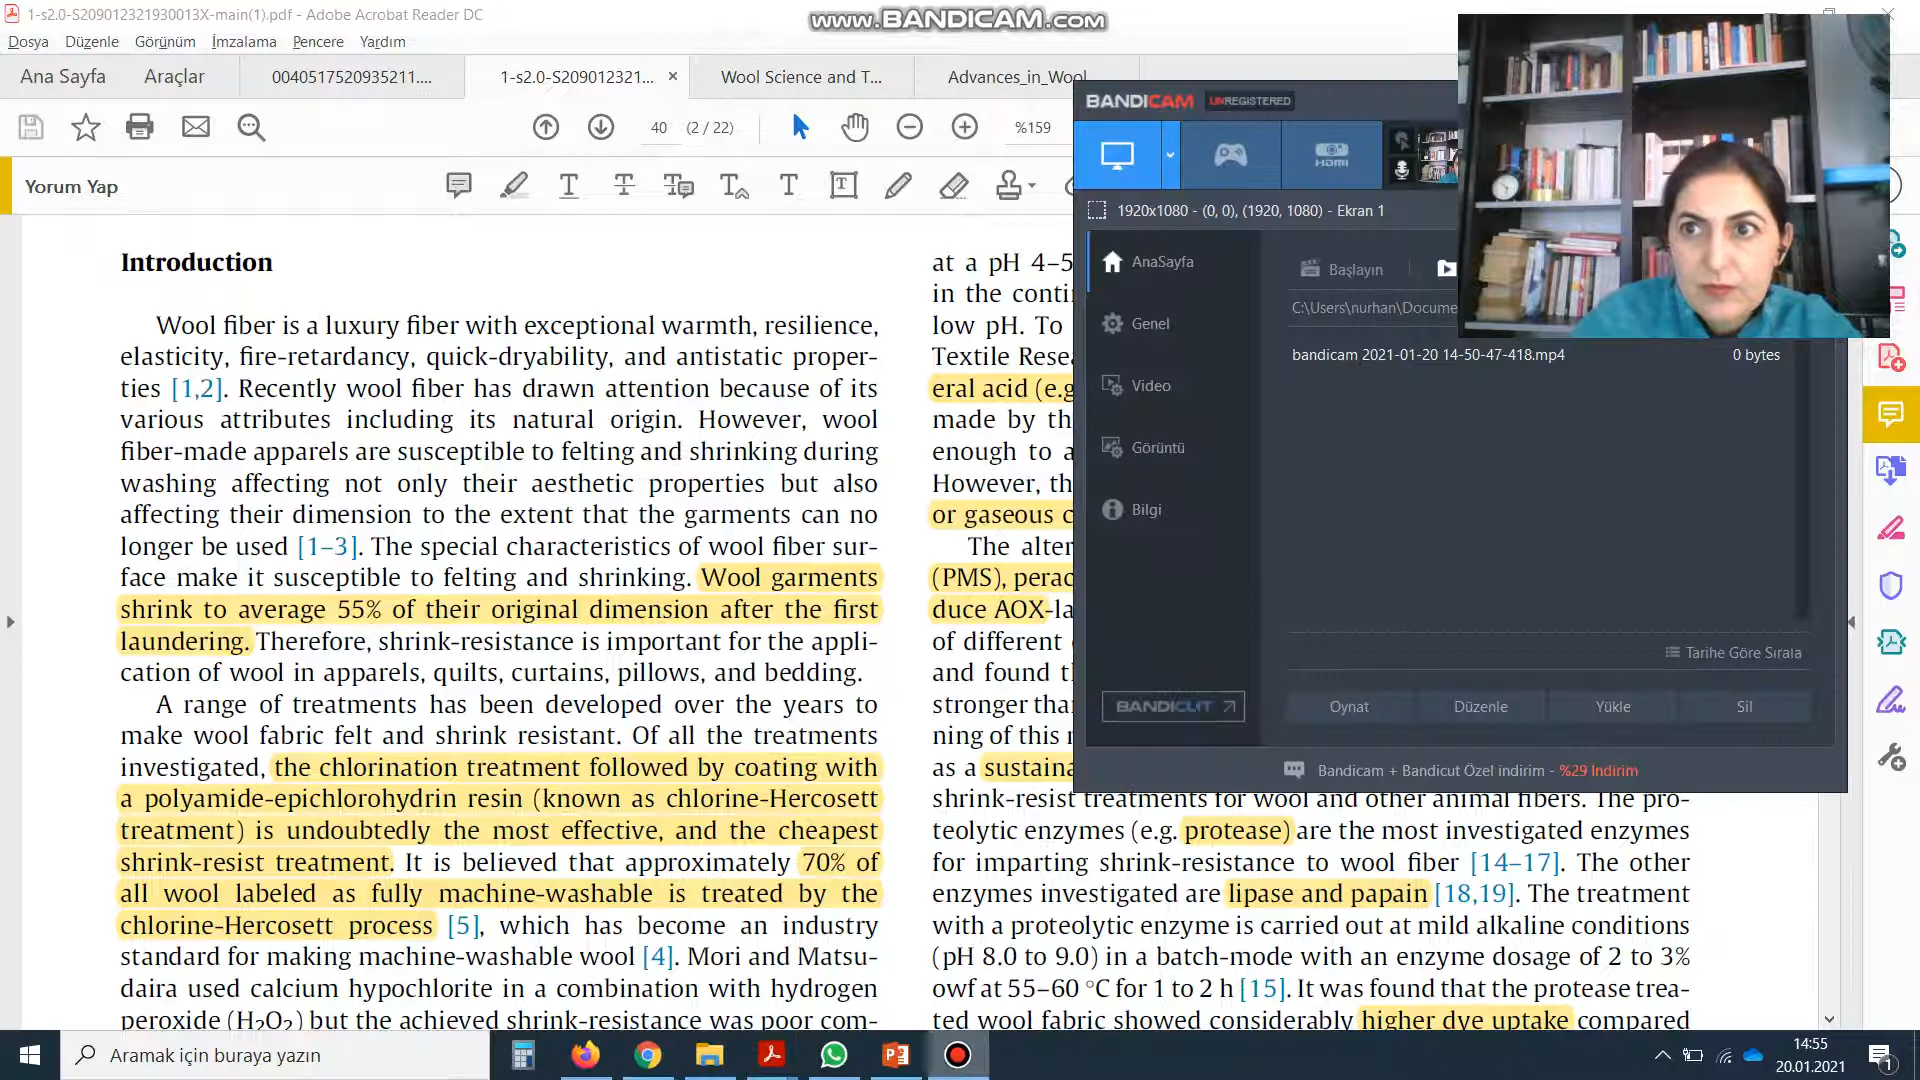 1-s2.0-S209012321930013X-main(1).pdf - Adobe Acrobat Reader DC
www.BANDICAM.com
Dosya Düzenle Görünüm İmzalama Pencere Yardım
Ana Sayfa Araçlar 0040517520935211.... 1-s2.0-S209012321... Wool Science and T... Advances_in_Wool
40 (2 / 22) %159
Yorum Yap
Introduction
Wool fiber is a luxury fiber with exceptional warmth, resilience,
elasticity, fire-retardancy, quick-dryability, and antistatic proper-
ties [1,2]. Recently wool fiber has drawn attention because of its
various attributes including its natural origin. However, wool
fiber-made apparels are susceptible to felting and shrinking during
washing affecting not only their aesthetic properties but also
affecting their dimension to the extent that the garments can no
longer be used [1–3]. The special characteristics of wool fiber sur-
face make it susceptible to felting and shrinking. Wool garments
shrink to average 55% of their original dimension after the first
laundering. Therefore, shrink-resistance is important for the appli-
cation of wool in apparels, quilts, curtains, pillows, and bedding.
A range of treatments has been developed over the years to
make wool fabric felt and shrink resistant. Of all the treatments
investigated, the chlorination treatment followed by coating with
a polyamide-epichlorohydrin resin (known as chlorine-Hercosett
treatment) is undoubtedly the most effective, and the cheapest
shrink-resist treatment. It is believed that approximately 70% of
all wool labeled as fully machine-washable is treated by the
chlorine-Hercosett process [5], which has become an industry
standard for making machine-washable wool [4]. Mori and Matsu-
daira used calcium hypochlorite in a combination with hydrogen
peroxide (H₂O₂) but the achieved shrink-resistance was poor com-
at a pH 4–5
in the conti
low pH. To
Textile Resea
eral acid (e.g
made by th
enough to a
However, th
or gaseous c
The alter
(PMS), perac
duce AOX-la
of different
and found t
stronger tha
ning of this
as a sustaina
shrink-resist treatments for wool and other animal fibers. The pro-
teolytic enzymes (e.g. protease) are the most investigated enzymes
for imparting shrink-resistance to wool fiber [14–17]. The other
enzymes investigated are lipase and papain [18,19]. The treatment
with a proteolytic enzyme is carried out at mild alkaline conditions
(pH 8.0 to 9.0) in a batch-mode with an enzyme dosage of 2 to 3%
owf at 55–60 °C for 1 to 2 h [15]. It was found that the protease trea-
ted wool fabric showed considerably higher dye uptake compared
BANDICAM UNREGISTERED
HDMI
1920x1080 - (0, 0), (1920, 1080) - Ekran 1
AnaSayfa
Genel
Video
Görüntü
Bilgi
BANDICUT
Başlayın
C:\Users\nurhan\Docume
bandicam 2021-01-20 14-50-47-418.mp4 0 bytes
Tarihe Göre Sırala
Oynat Düzenle Yükle Sil
Bandicam + Bandicut Özel indirim - %29 İndirim
Aramak için buraya yazın
14:55
20.01.2021
1